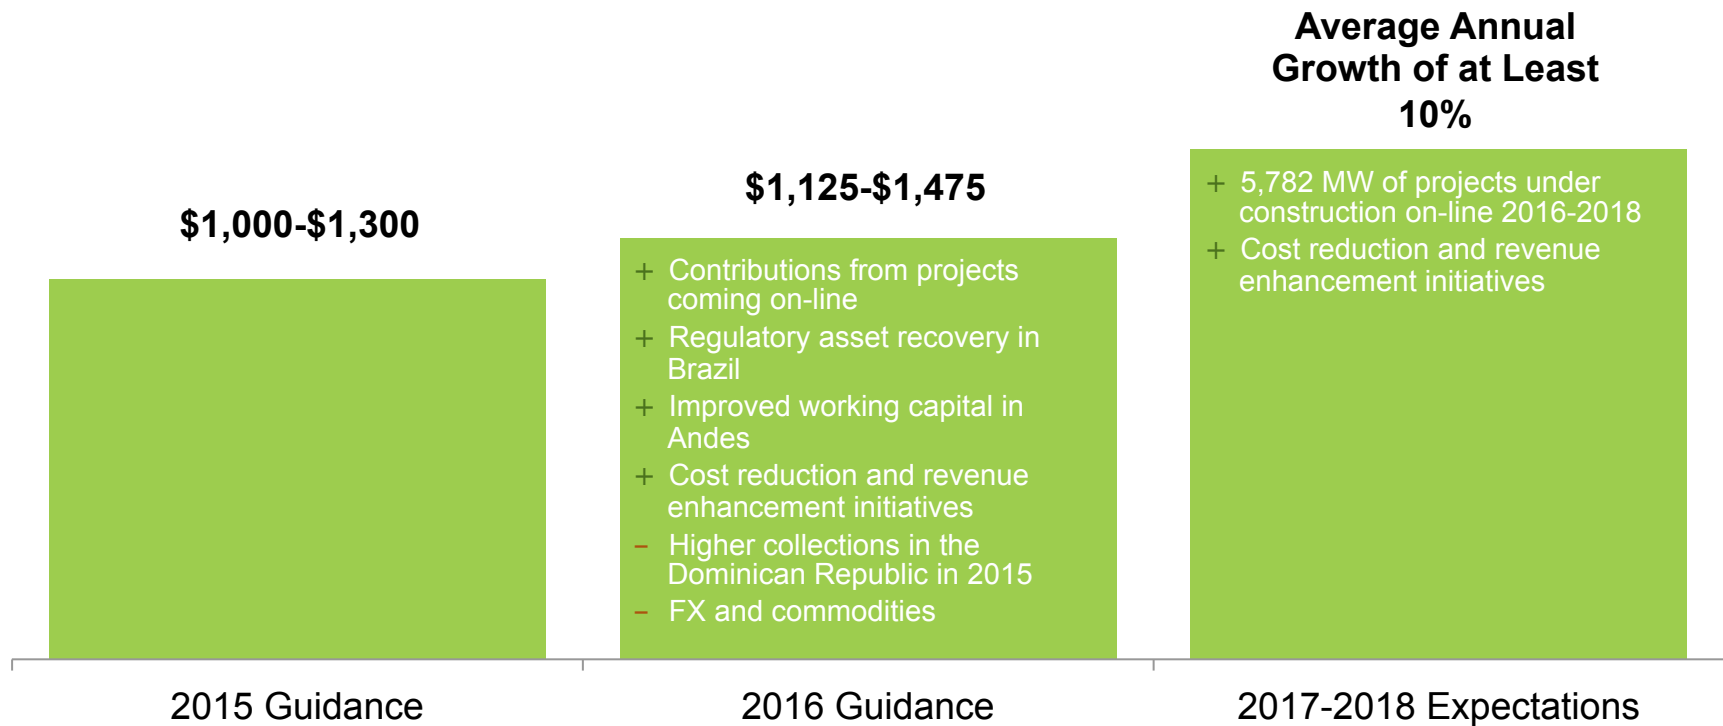 $1,000-$1,300
2015 Guidance
$1,125-$1,475
+ Contributions from projects
coming on-line
+ Regulatory asset recovery in
Brazil
+ Improved working capital in
Andes
+ Cost reduction and revenue
enhancement initiatives
− Higher collections in the
Dominican Republic in 2015
− FX and commodities
2016 Guidance
Average Annual
Growth of at Least
10%
+ 5,782 MW of projects under
construction on-line 2016-2018
+ Cost reduction and revenue
enhancement initiatives
2017-2018 Expectations